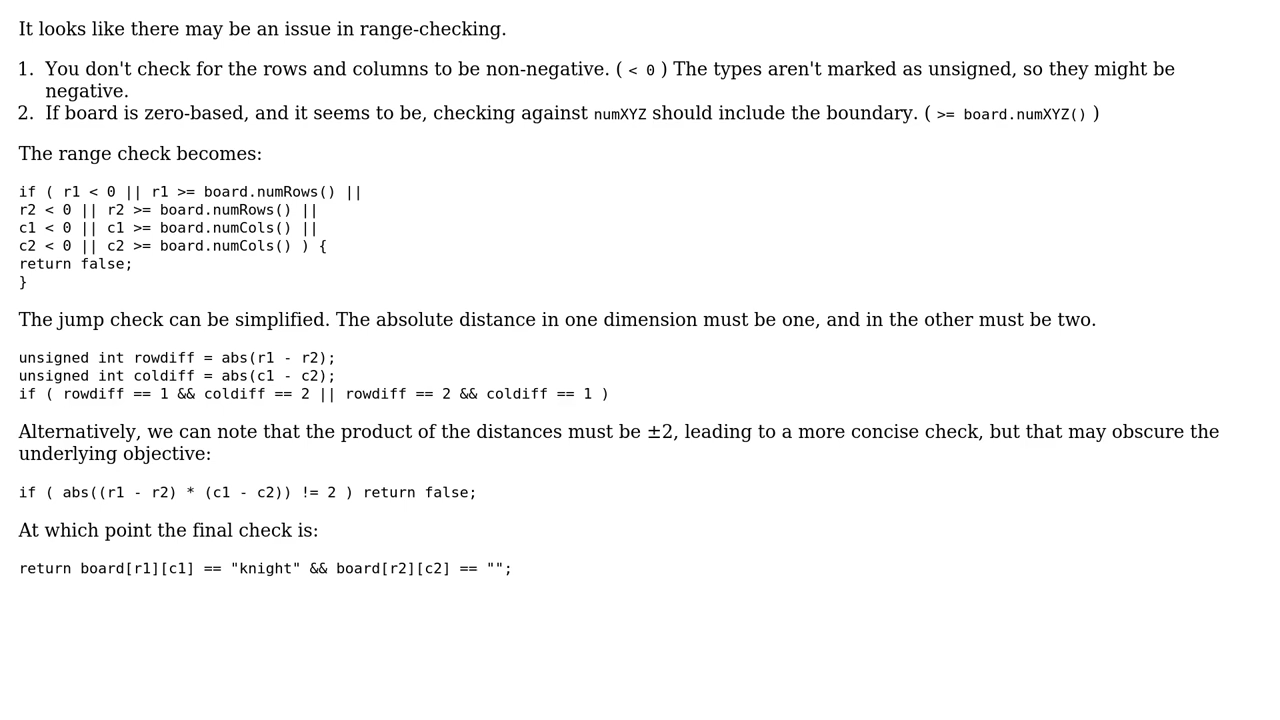 It looks like there may be an issue in range-checking.
1. You don't check for the rows and columns to be non-negative. ( < 0 ) The types aren't marked as unsigned, so they might be
negative.
2. If board is zero-based, and it seems to be, checking against numXYZ should include the boundary. ( >= board.numXYZ() )
The range check becomes:
if ( r1 < 0 || r1 >= board.numRows() ||
r2 < 0 || r2 >= board.numRows() ||
c1 < 0 || c1 >= board.numCols() ||
c2 < 0 || c2 >= board.numCols() ) {
return false;
}
The jump check can be simplified. The absolute distance in one dimension must be one, and in the other must be two.
unsigned int rowdiff = abs(r1 - r2);
unsigned int coldiff = abs(c1 - c2);
if ( rowdiff == 1 && coldiff == 2 || rowdiff == 2 && coldiff == 1 )
Alternatively, we can note that the product of the distances must be ±2, leading to a more concise check, but that may obscure the
underlying objective:
if ( abs((r1 - r2) * (c1 - c2)) != 2 ) return false;
At which point the final check is:
return board[r1][c1] == "knight" && board[r2][c2] == "";